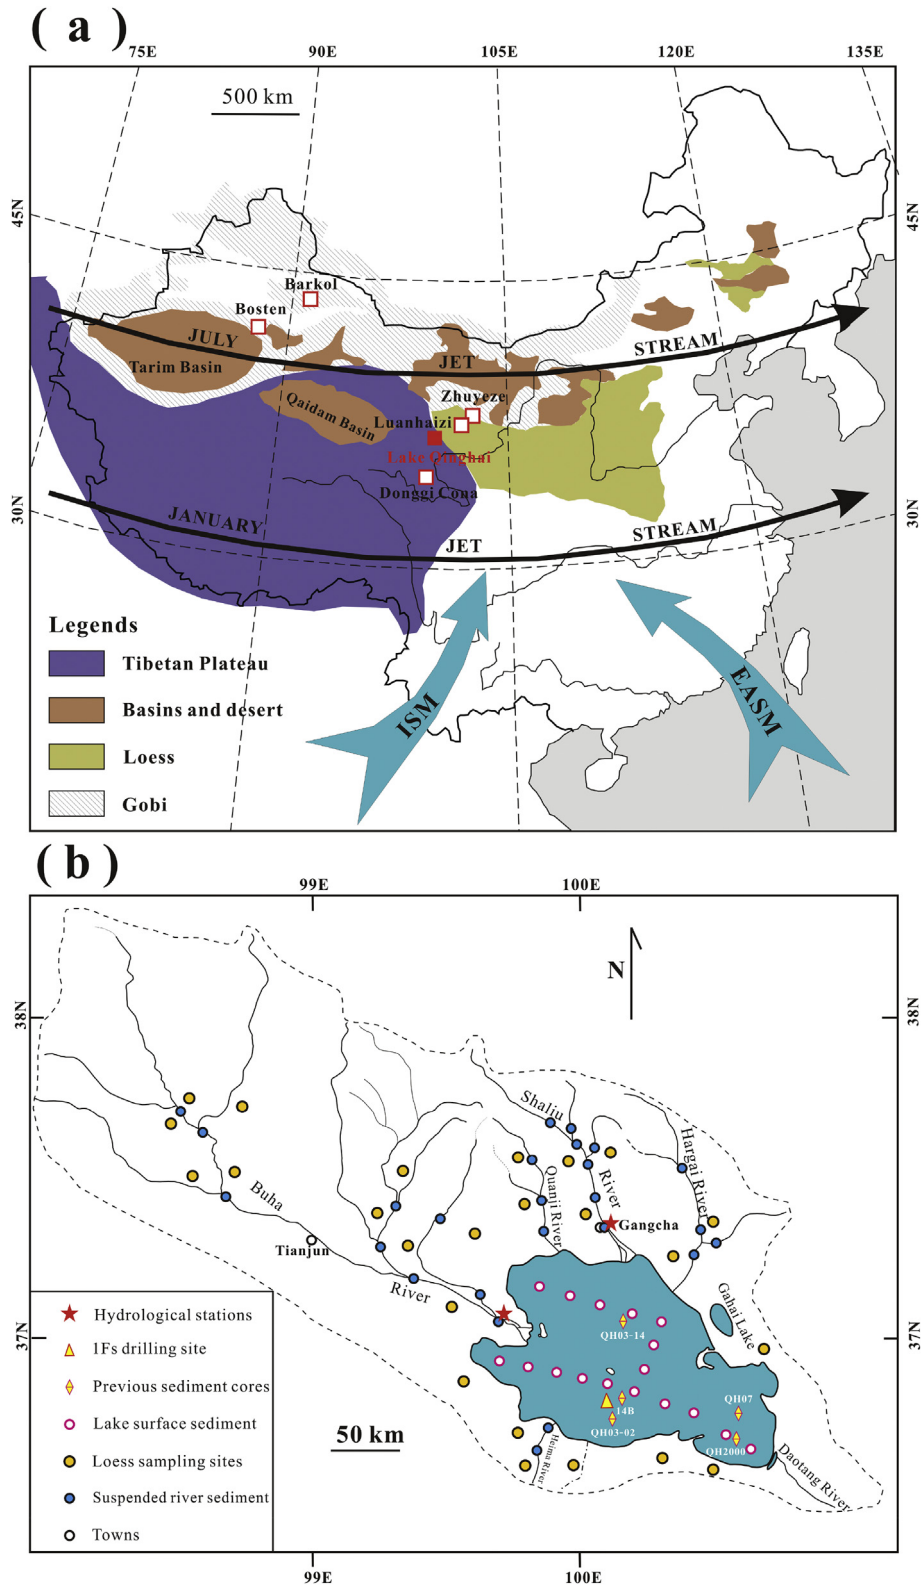 ( a )
75E
90E
105E
120E
135E
500 km
45N
45N
Barkol
Bosten
JULY
JET
STREAM
Tarim Basin
Zhuyeze
Qaidam Basin
Luanhaizi
Lake Qinghai
Donggi Cona
30N
30N
JANUARY
JET
STREAM
Legends
Tibetan Plateau
Basins and desert
Loess
Gobi
ISM
EASM
( b )
99E
100E
N
38N
38N
Shaliu
River
Hargai River
Quanji River
Buha
River
Gangcha
Tianjun
Gahai Lake
37N
37N
QH03-14
14B
QH03-02
QH07
QH2000
Heima River
Daotang River
Hydrological stations
1Fs drilling site
Previous sediment cores
Lake surface sediment
Loess sampling sites
Suspended river sediment
Towns
50 km
99E
100E